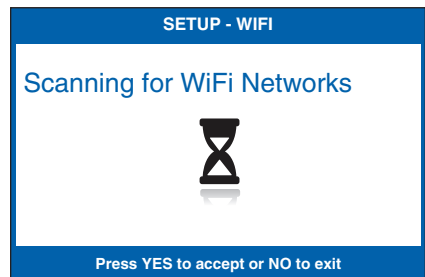 SETUP - WIFI
Scanning for WiFi Networks
Press YES to accept or NO to exit